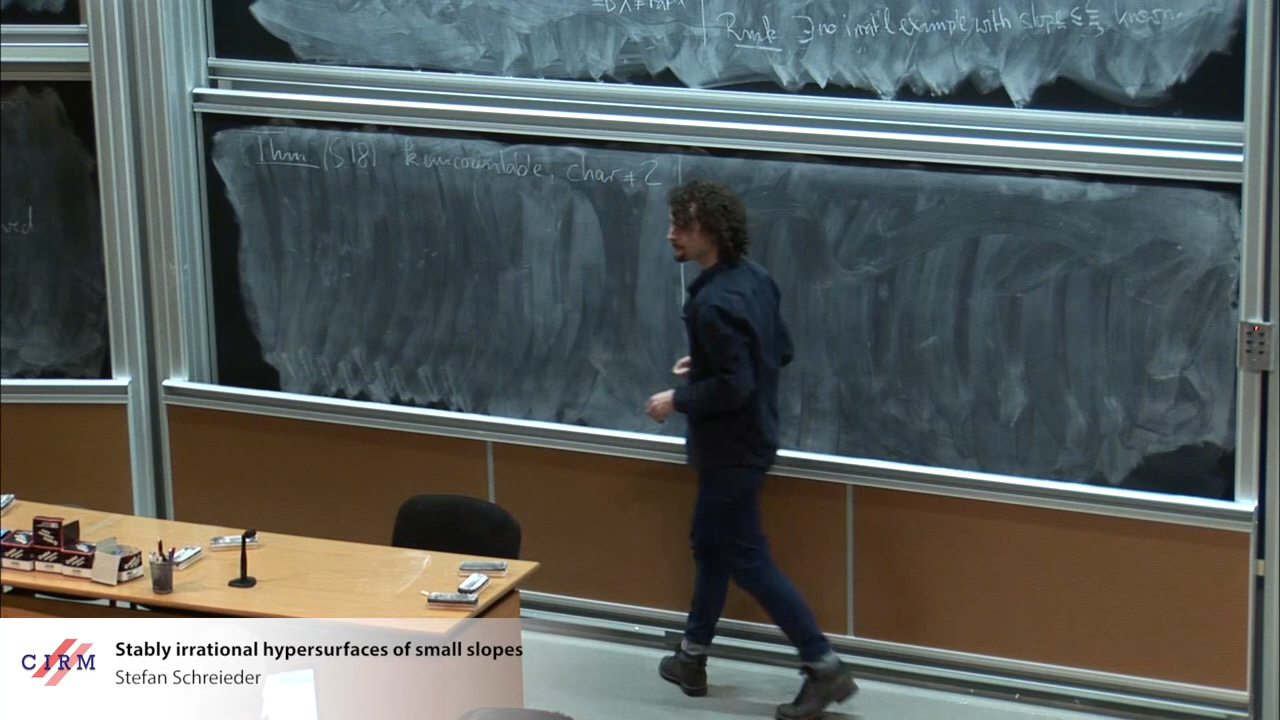 Rmk ∃ no irrat'l example with slope ≤ known.
Thm (S'18) k uncountable, char ≠ 2
CIRM
Stably irrational hypersurfaces of small slopes
Stefan Schreieder